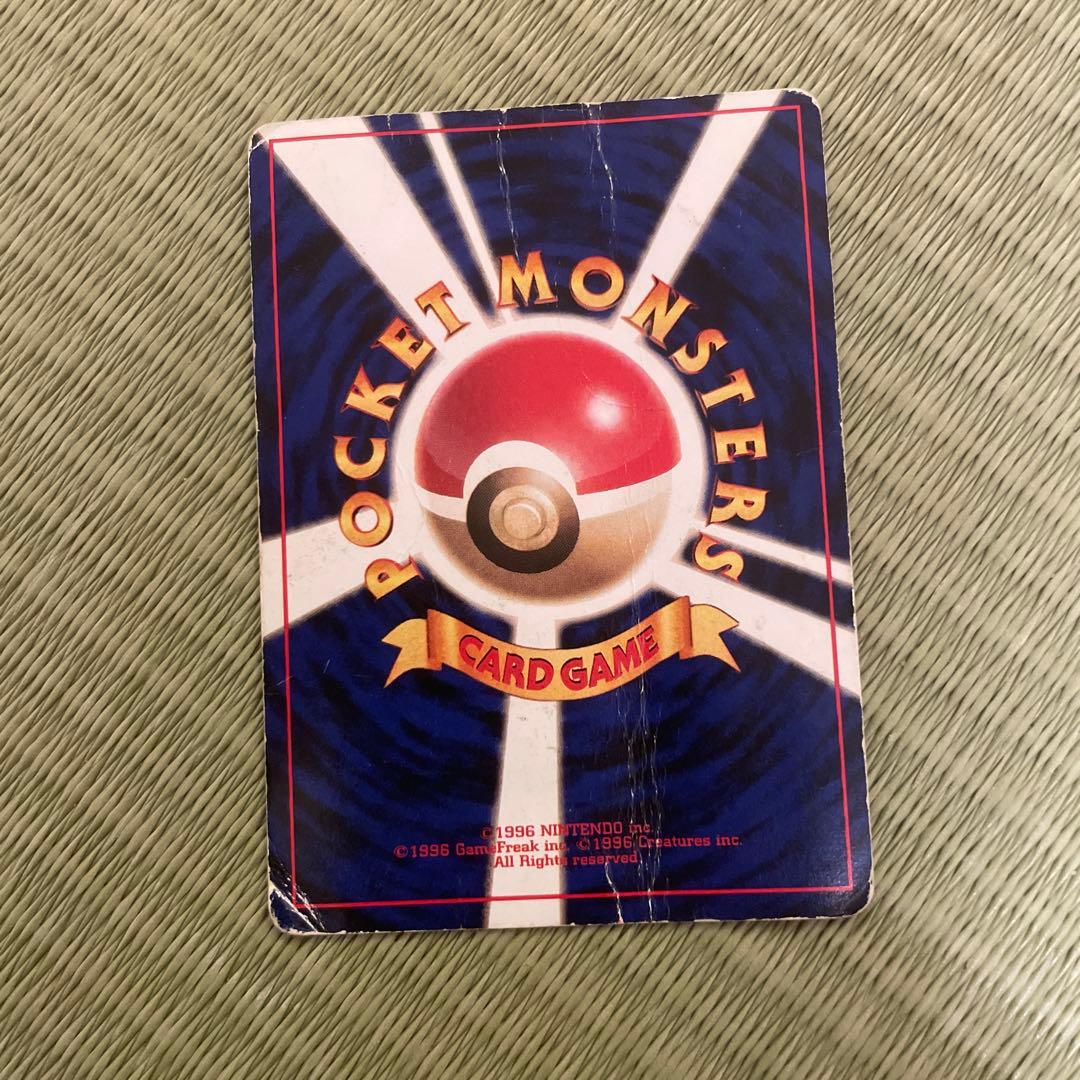 POCKET MONSTERS
CARD GAME
©1996 NINTENDO inc.
©1996 GameFreak inc. ©1996 Creatures inc.
All Rights reserved